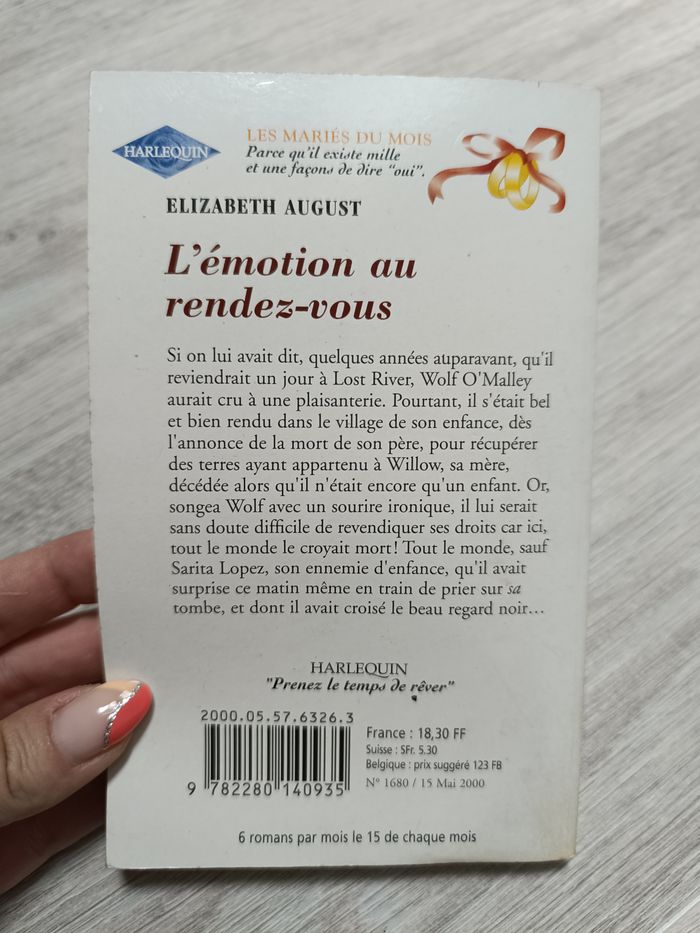 HARLEQUIN
LES MARIÉS DU MOIS
Parce qu'il existe mille
et une façons de dire "oui".
ELIZABETH AUGUST
L'émotion au
rendez-vous
Si on lui avait dit, quelques années auparavant, qu'il
reviendrait un jour à Lost River, Wolf O'Malley
aurait cru à une plaisanterie. Pourtant, il s'était bel
et bien rendu dans le village de son enfance, dès
l'annonce de la mort de son père, pour récupérer
des terres ayant appartenu à Willow, sa mère,
décédée alors qu'il n'était encore qu'un enfant. Or,
songea Wolf avec un sourire ironique, il lui serait
sans doute difficile de revendiquer ses droits car ici,
tout le monde le croyait mort! Tout le monde, sauf
Sarita Lopez, son ennemie d'enfance, qu'il avait
surprise ce matin même en train de prier sur sa
tombe, et dont il avait croisé le beau regard noir...
HARLEQUIN
"Prenez le temps de rêver"
2000.05.57.6326.3
France : 18,30 FF
Suisse : SFr. 5.30
Belgique : prix suggéré 123 FB
N° 1680 / 15 Mai 2000
9 782280 140935
6 romans par mois le 15 de chaque mois